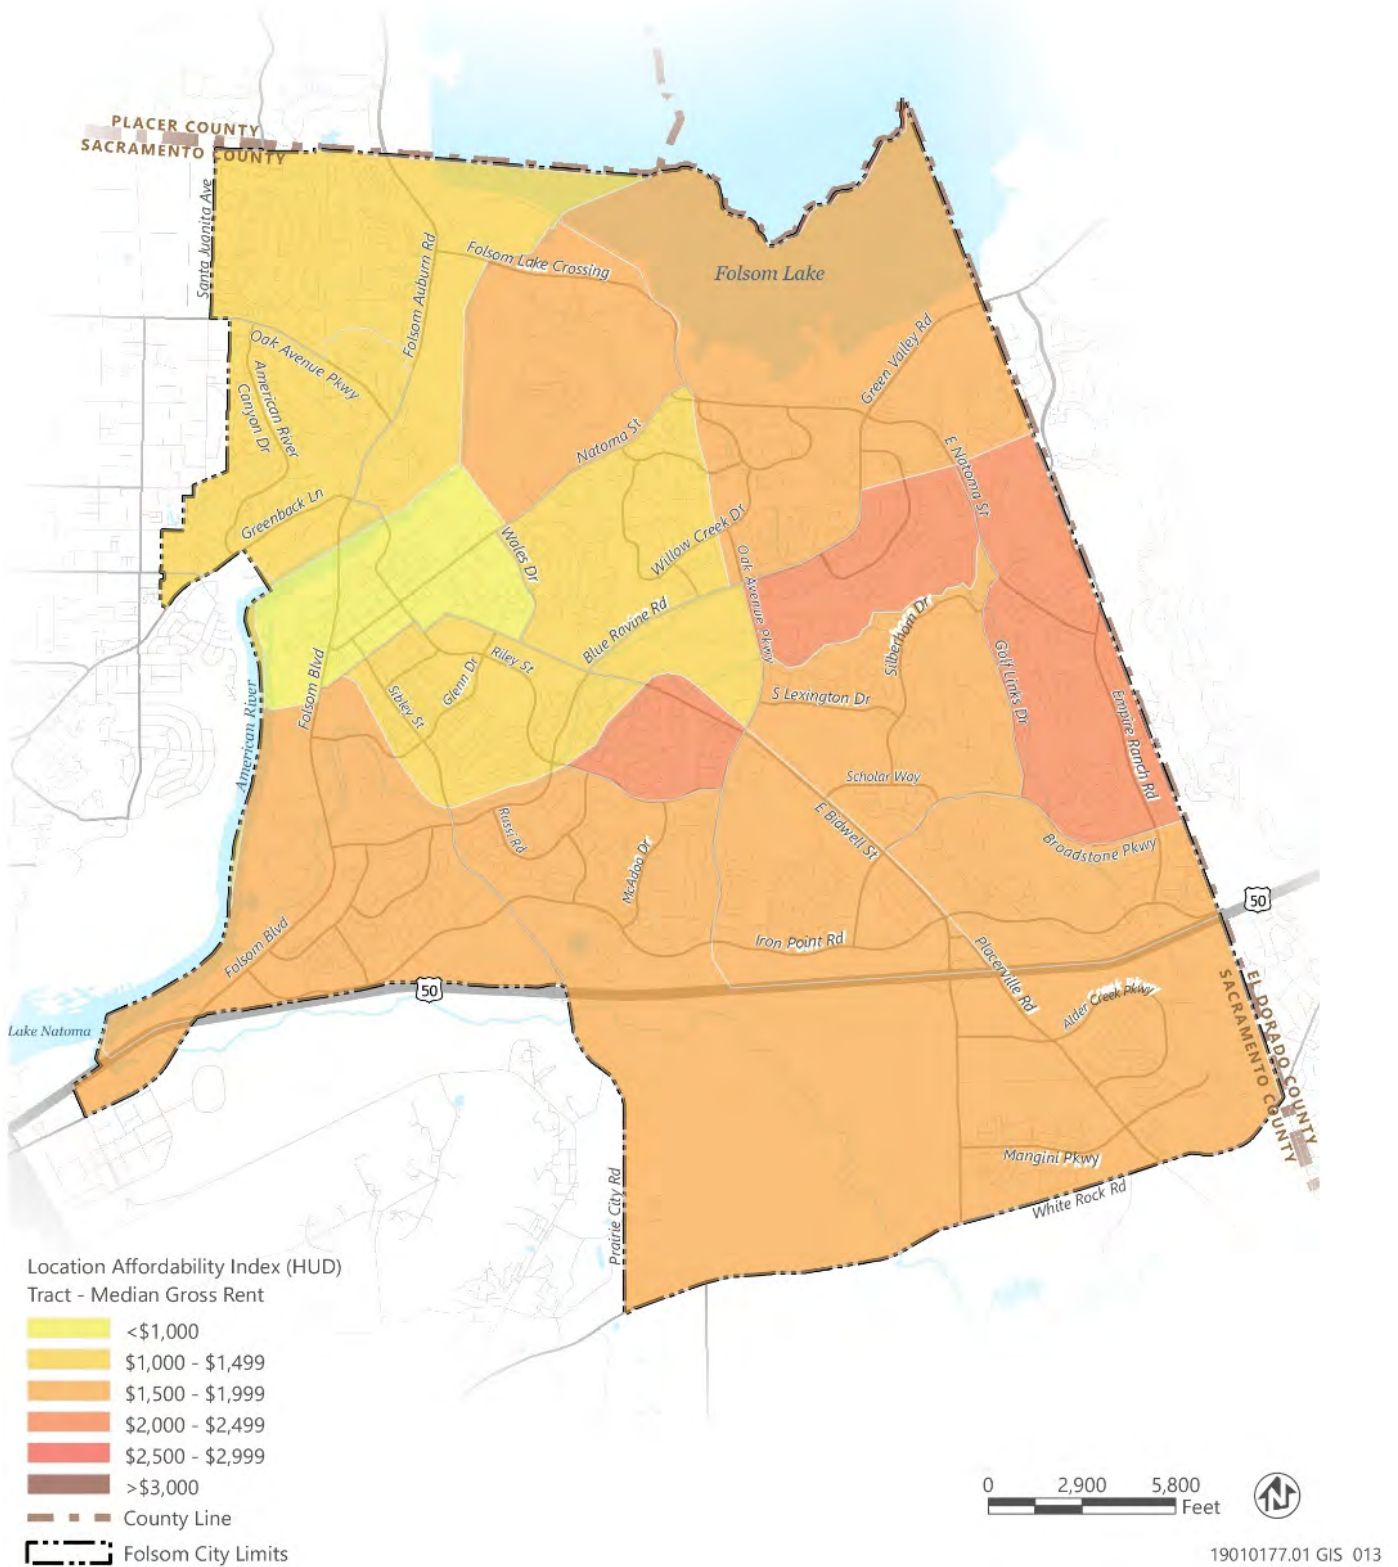 PLACER COUNTY
SACRAMENTO COUNTY
Santa Juanita Ave
Folsom Auburn Rd
Folsom Lake Crossing
Folsom Lake
Green Valley Rd
Oak Avenue Pkwy
American River
Canyon Dr
Natoma St
E Natoma St
Greenback Ln
Wales Dr
Willow Creek Dr
Oak Avenue Pkwy
Blue Ravine Rd
Silberhorn Dr
Riley St
Glenn Dr
Sibley St
Folsom Blvd
S Lexington Dr
Golf Links Dr
Empire Ranch Rd
American River
Scholar Way
E Bidwell St
Russi Rd
McAdoo Dr
Broadstone Pkwy
50
Folsom Blvd
Iron Point Rd
Placerville Rd
50
Alder Creek Pkwy
EL DORADO COUNTY
SACRAMENTO COUNTY
Lake Natoma
Mangini Pkwy
White Rock Rd
Prairie City Rd
Location Affordability Index (HUD)
Tract - Median Gross Rent
<$1,000
$1,000 - $1,499
$1,500 - $1,999
$2,000 - $2,499
$2,500 - $2,999
>$3,000
County Line
Folsom City Limits
0 2,900 5,800
Feet
N
19010177.01 GIS 013